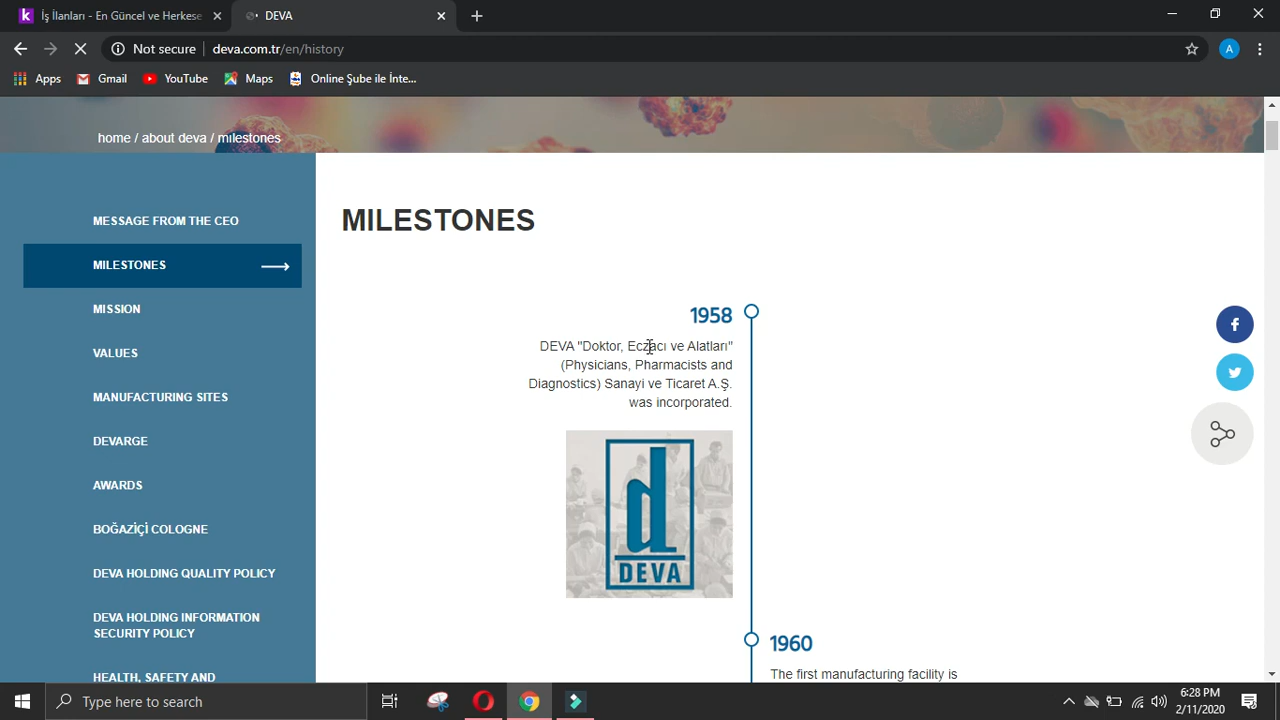 İş İlanları - En Güncel ve Herkese
DEVA
Not secure
deva.com.tr/en/history
A
Apps
Gmail
YouTube
Maps
Online Şube ile İnte...
home / about deva / milestones
MESSAGE FROM THE CEO
MILESTONES
MISSION
VALUES
MANUFACTURING SITES
DEVARGE
AWARDS
BOĞAZİÇİ COLOGNE
DEVA HOLDING QUALITY POLICY
DEVA HOLDING INFORMATION
SECURITY POLICY
HEALTH, SAFETY AND
MILESTONES
1958
DEVA "Doktor, Eczacı ve Alatları"
(Physicians, Pharmacists and
Diagnostics) Sanayi ve Ticaret A.Ş.
was incorporated.
d
DEVA
1960
The first manufacturing facility is
Type here to search
6:28 PM
2/11/2020